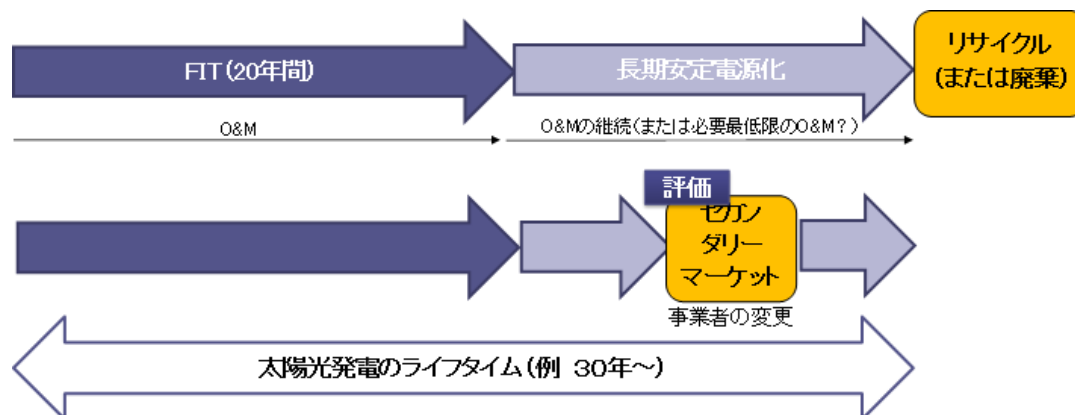 FIT(20年間)
長期安定電源化
リサイクル
(または廃棄)
O&M
O&Mの継続(または必要最低限のO&M?)
評価
セカン
ダリー
マーケット
事業者の変更
太陽光発電のライフタイム(例 30年~)